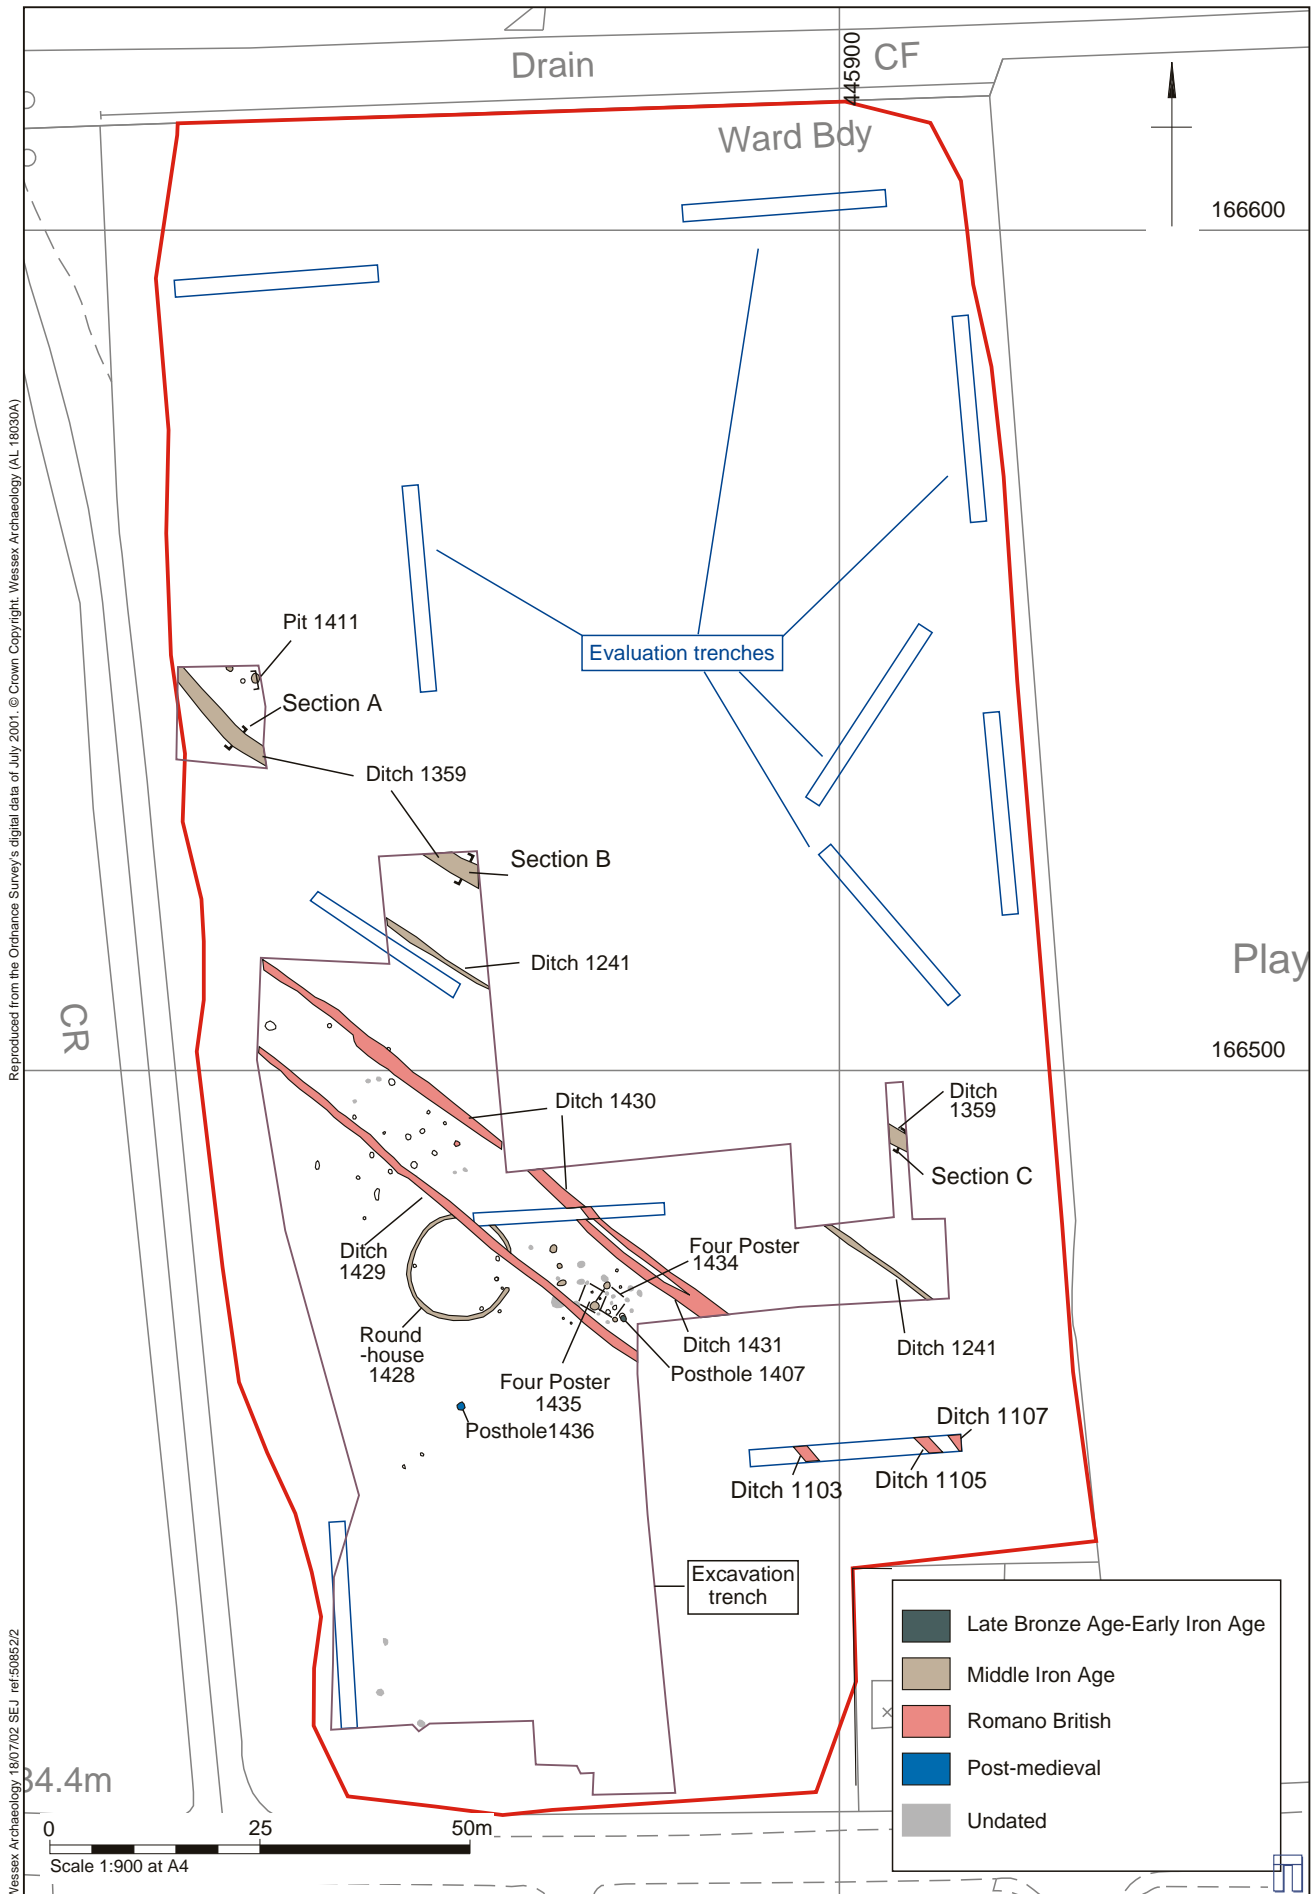 Drain
CF
445900
Ward Bdy
166600
Evaluation trenches
Pit 1411
Section A
Ditch 1359
Section B
Ditch 1241
Play
CR
166500
Ditch 1430
Ditch
1359
Section C
Ditch
1429
Four Poster
1434
Round
-house
1428
Ditch 1431
Posthole 1407
Ditch 1241
Four Poster
1435
Posthole1436
Ditch 1107
Ditch 1105
Ditch 1103
Excavation
trench
Late Bronze Age-Early Iron Age
Middle Iron Age
Romano British
Post-medieval
Undated
34.4m
0 25 50m
Scale 1:900 at A4
Reproduced from the Ordnance Survey's digital data of July 2001. © Crown Copyright. Wessex Archaeology (AL 18030A)
Wessex Archaeology 18/07/02 SEJ ref:50852/2